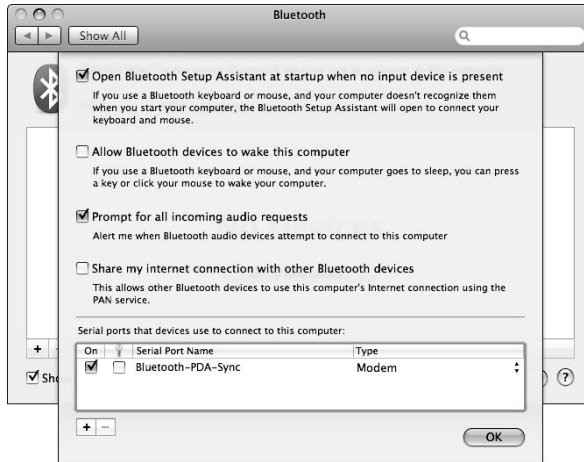 Bluetooth
Show All
Open Bluetooth Setup Assistant at startup when no input device is present
If you use a Bluetooth keyboard or mouse, and your computer doesn't recognize them
when you start your computer, the Bluetooth Setup Assistant will open to connect your
keyboard and mouse.
Allow Bluetooth devices to wake this computer
If you use a Bluetooth keyboard or mouse, and your computer goes to sleep, you can press
a key or click your mouse to wake your computer.
Prompt for all incoming audio requests
Alert me when Bluetooth audio devices attempt to connect to this computer
Share my internet connection with other Bluetooth devices
This allows other Bluetooth devices to use this computer's Internet connection using the
PAN service.
Serial ports that devices use to connect to this computer:
On Serial Port Name Type
Bluetooth-PDA-Sync Modem
+
Sho
?
+ −
OK